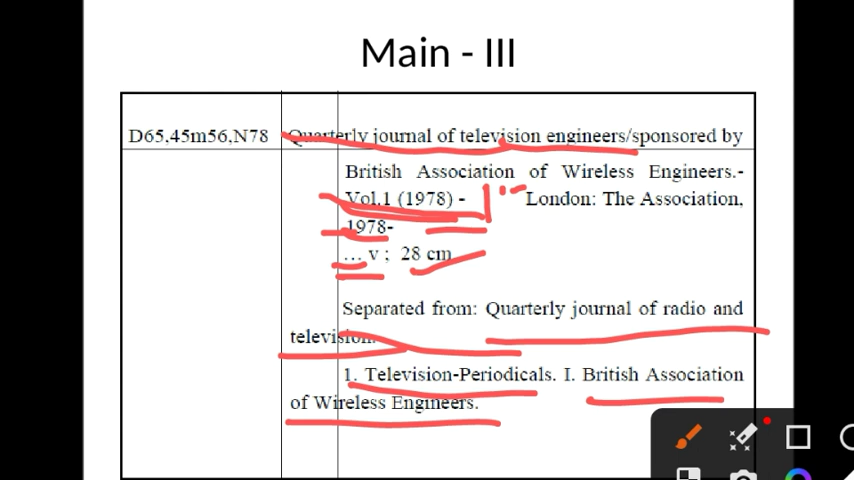 Main - III
D65,45m56,N78 Quarterly journal of television engineers/sponsored by
British Association of Wireless Engineers.-
Vol.1 (1978) - London: The Association,
1978-
... v ; 28 cm
Separated from: Quarterly journal of radio and
television.
1. Television-Periodicals. I. British Association
of Wireless Engineers.